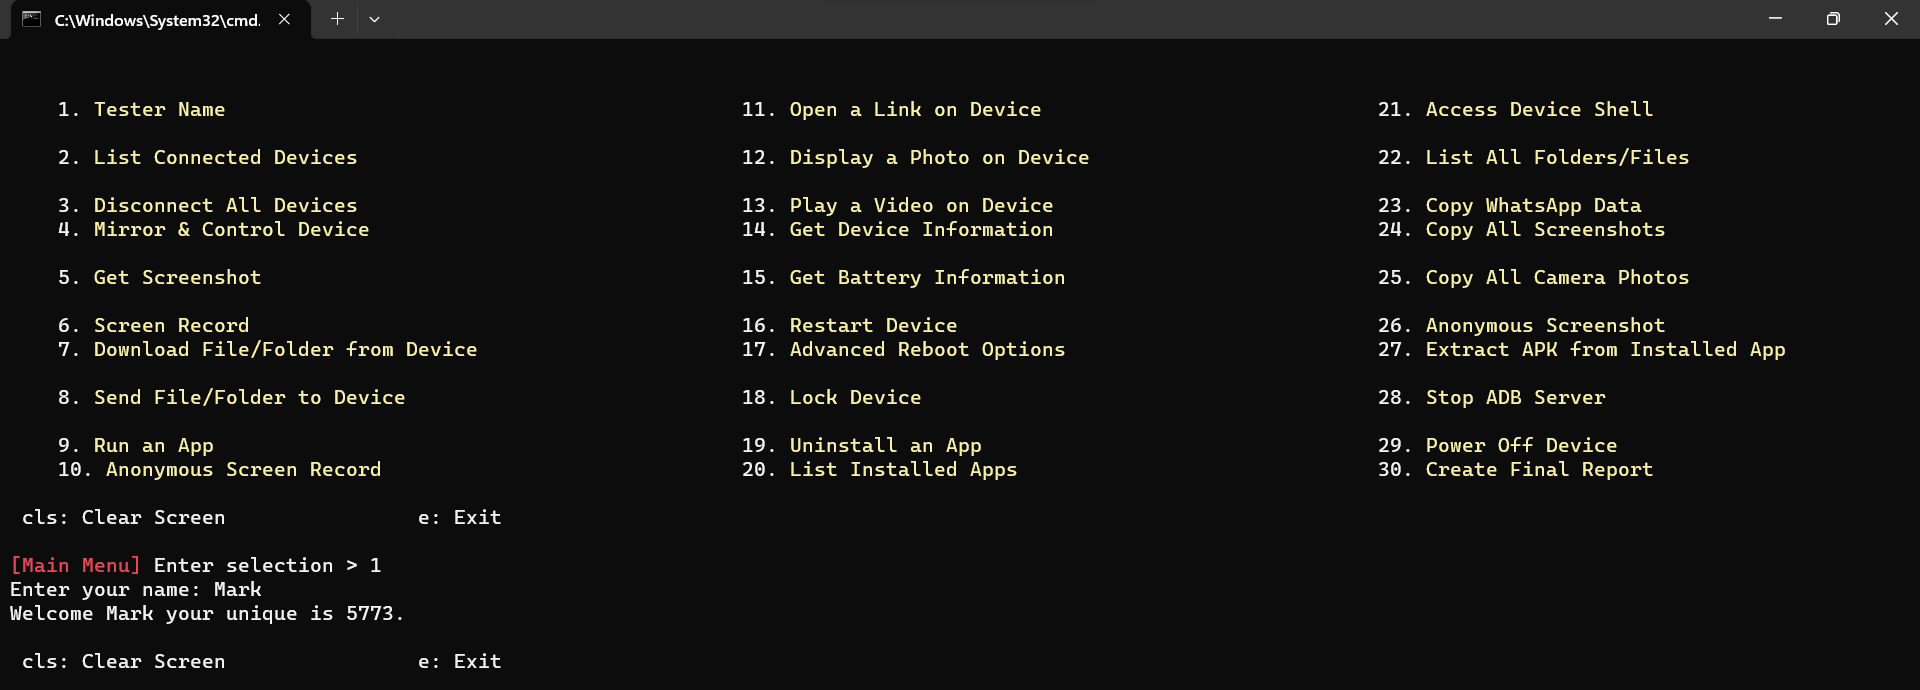 C:\Windows\System32\cmd.
1. Tester Name 11. Open a Link on Device 21. Access Device Shell
2. List Connected Devices 12. Display a Photo on Device 22. List All Folders/Files
3. Disconnect All Devices 13. Play a Video on Device 23. Copy WhatsApp Data
4. Mirror & Control Device 14. Get Device Information 24. Copy All Screenshots
5. Get Screenshot 15. Get Battery Information 25. Copy All Camera Photos
6. Screen Record 16. Restart Device 26. Anonymous Screenshot
7. Download File/Folder from Device 17. Advanced Reboot Options 27. Extract APK from Installed App
8. Send File/Folder to Device 18. Lock Device 28. Stop ADB Server
9. Run an App 19. Uninstall an App 29. Power Off Device
10. Anonymous Screen Record 20. List Installed Apps 30. Create Final Report
cls: Clear Screen e: Exit
[Main Menu] Enter selection > 1
Enter your name: Mark
Welcome Mark your unique is 5773.
cls: Clear Screen e: Exit